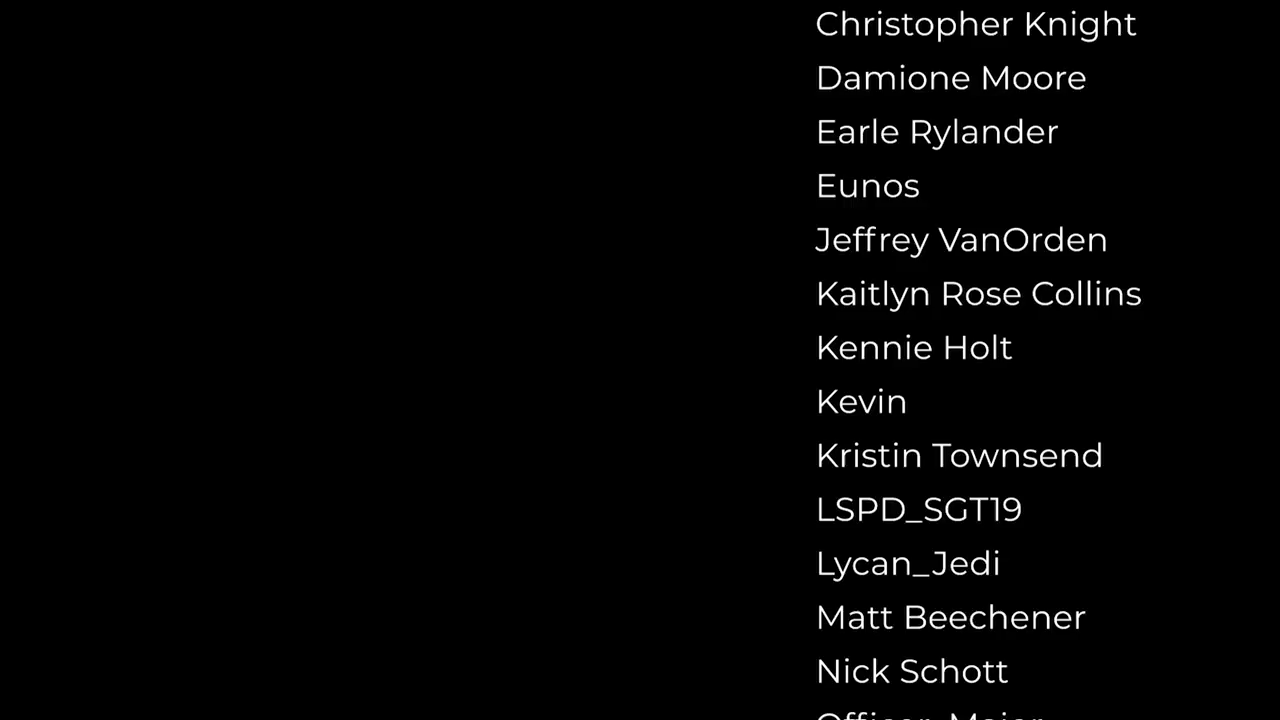 Christopher Knight
Damione Moore
Earle Rylander
Eunos
Jeffrey VanOrden
Kaitlyn Rose Collins
Kennie Holt
Kevin
Kristin Townsend
LSPD_SGT19
Lycan_Jedi
Matt Beechener
Nick Schott